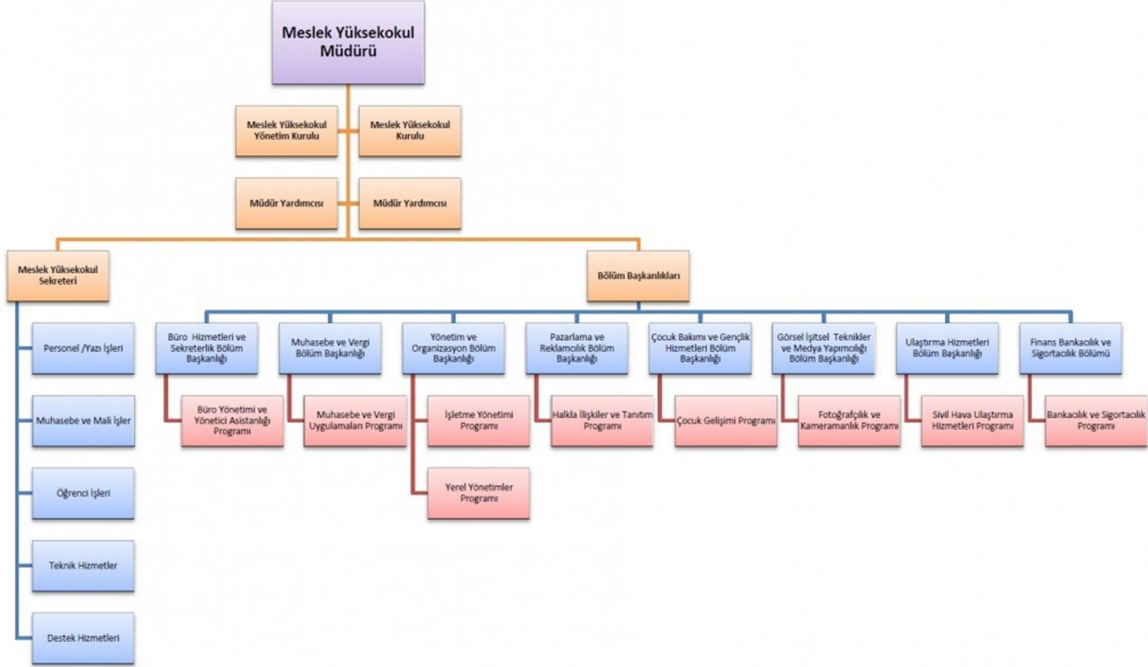 Meslek Yüksekokul
Müdürü
Meslek Yüksekokul
Yönetim Kurulu
Meslek Yüksekokul
Kurulu
Müdür Yardımcısı
Müdür Yardımcısı
Meslek Yüksekokul
Sekreteri
Bölüm Başkanlıkları
Personel /Yazı İşleri
Muhasebe ve Mali İşler
Öğrenci İşleri
Teknik Hizmetler
Destek Hizmetleri
Büro Hizmetleri ve
Sekreterlik Bölüm
Başkanlığı
Büro Yönetimi ve
Yönetici Asistanlığı
Programı
Muhasebe ve Vergi
Bölüm Başkanlığı
Muhasebe ve Vergi
Uygulamaları Programı
Yönetim ve
Organizasyon Bölüm
Başkanlığı
İşletme Yönetimi
Programı
Yerel Yönetimler
Programı
Pazarlama ve
Reklamcılık Bölüm
Başkanlığı
Halkla İlişkiler ve Tanıtım
Programı
Çocuk Bakımı ve Gençlik
Hizmetleri Bölüm
Başkanlığı
Çocuk Gelişimi Programı
Görsel İşitsel Teknikler
ve Medya Yapımcılığı
Bölüm Başkanlığı
Fotoğrafçılık ve
Kameramanlık Programı
Ulaştırma Hizmetleri
Bölüm Başkanlığı
Sivil Hava Ulaştırma
Hizmetleri Programı
Finans Bankacılık ve
Sigortacılık Bölümü
Bankacılık ve Sigortacılık
Programı